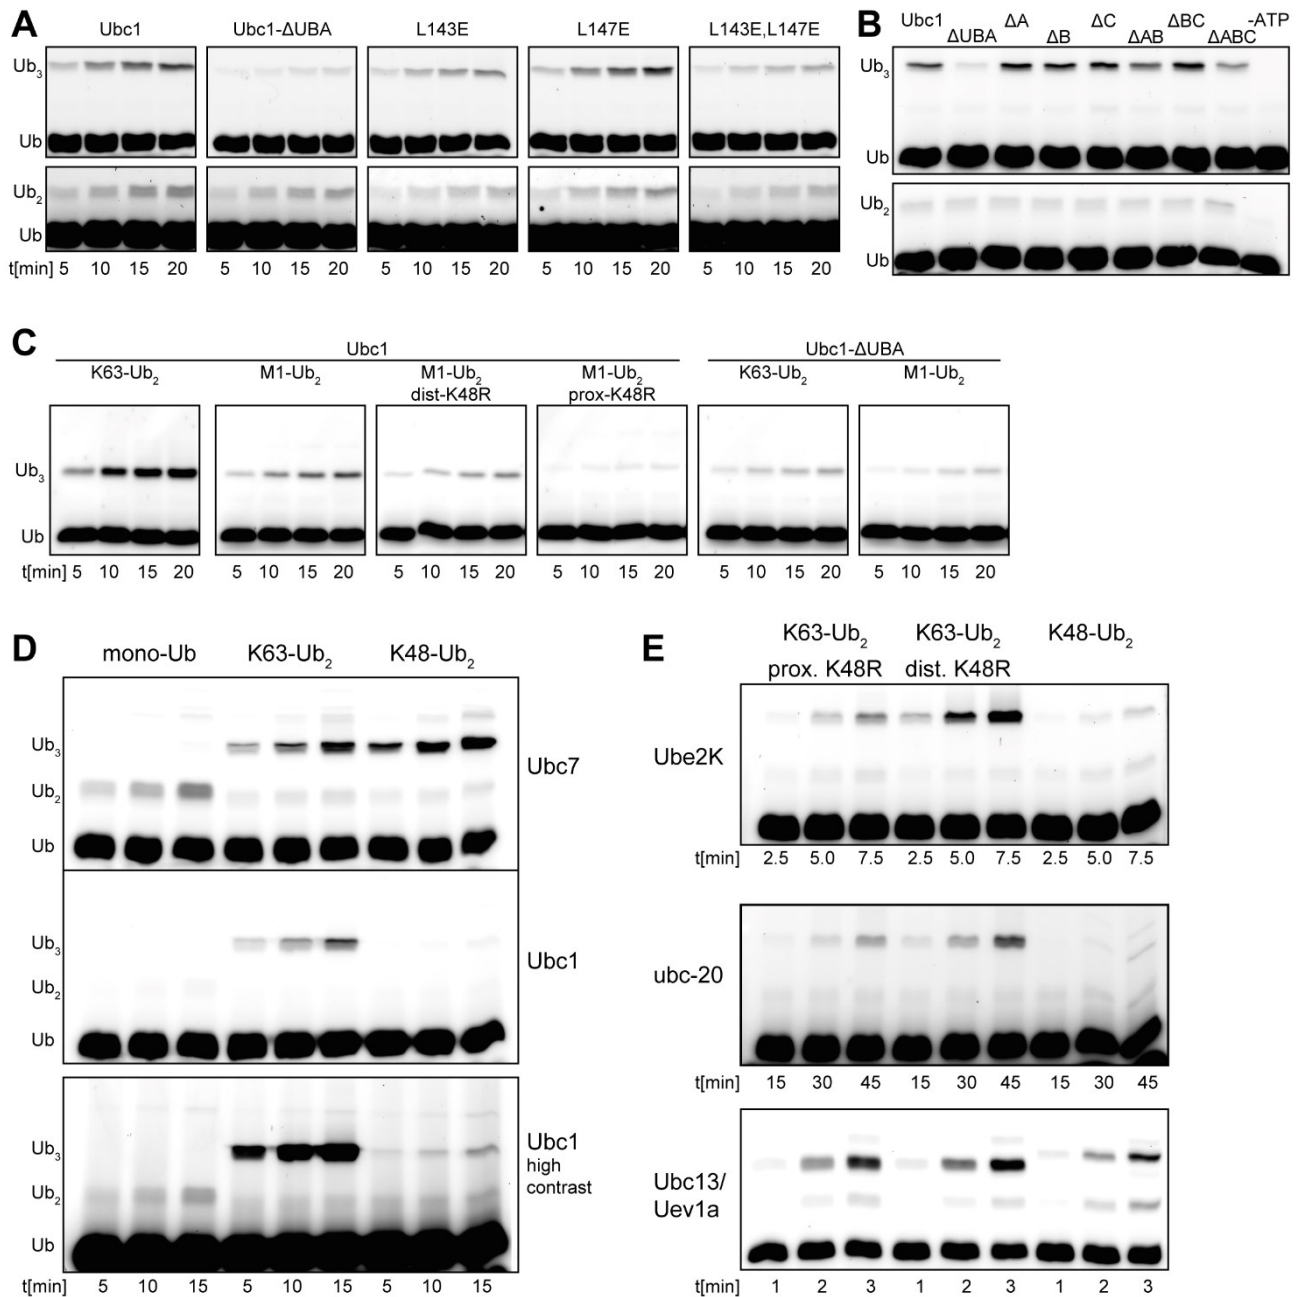 A
Ubc1 Ubc1-ΔUBA L143E L147E L143E,L147E
Ub3
Ub
Ub2
Ub
t[min] 5 10 15 20 5 10 15 20 5 10 15 20 5 10 15 20 5 10 15 20
B
Ubc1 ΔUBA ΔA ΔB ΔC ΔAB ΔBC ΔABC -ATP
Ub3
Ub
Ub2
Ub
C
Ubc1 Ubc1-ΔUBA
K63-Ub2 M1-Ub2 M1-Ub2 M1-Ub2 K63-Ub2 M1-Ub2
dist-K48R prox-K48R
Ub3
Ub
t[min] 5 10 15 20 5 10 15 20 5 10 15 20 5 10 15 20 5 10 15 20 5 10 15 20
D
mono-Ub K63-Ub2 K48-Ub2
Ub3
Ub2
Ub
Ubc7
Ub3
Ub2
Ub
Ubc1
Ub3
Ub2
Ub
Ubc1
high
contrast
t[min] 5 10 15 5 10 15 5 10 15
E
K63-Ub2 K63-Ub2 K48-Ub2
prox. K48R dist. K48R
Ube2K
t[min] 2.5 5.0 7.5 2.5 5.0 7.5 2.5 5.0 7.5
ubc-20
t[min] 15 30 45 15 30 45 15 30 45
Ubc13/
Uev1a
t[min] 1 2 3 1 2 3 1 2 3